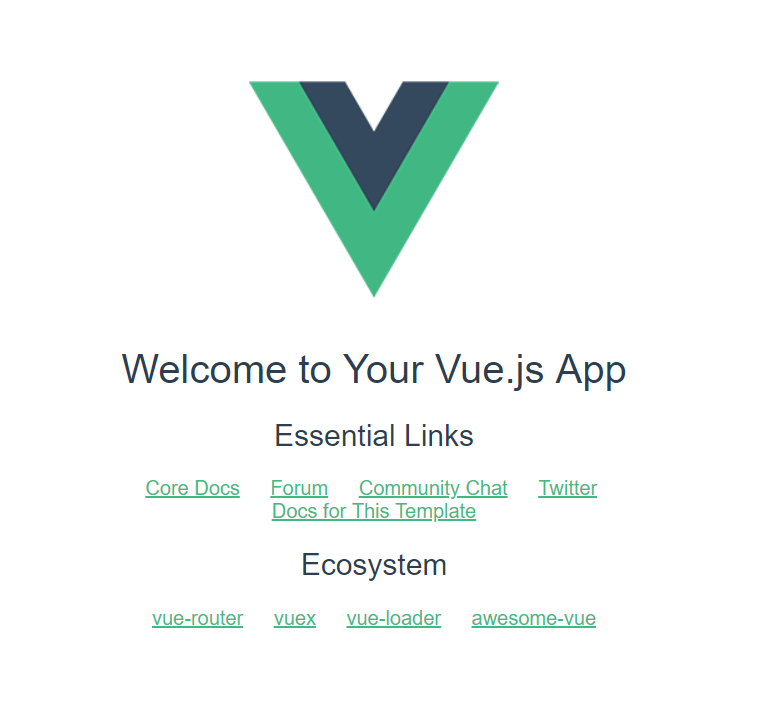 Welcome to Your Vue.js App
Essential Links
Core Docs Forum Community Chat Twitter
Docs for This Template
Ecosystem
vue-router vuex vue-loader awesome-vue